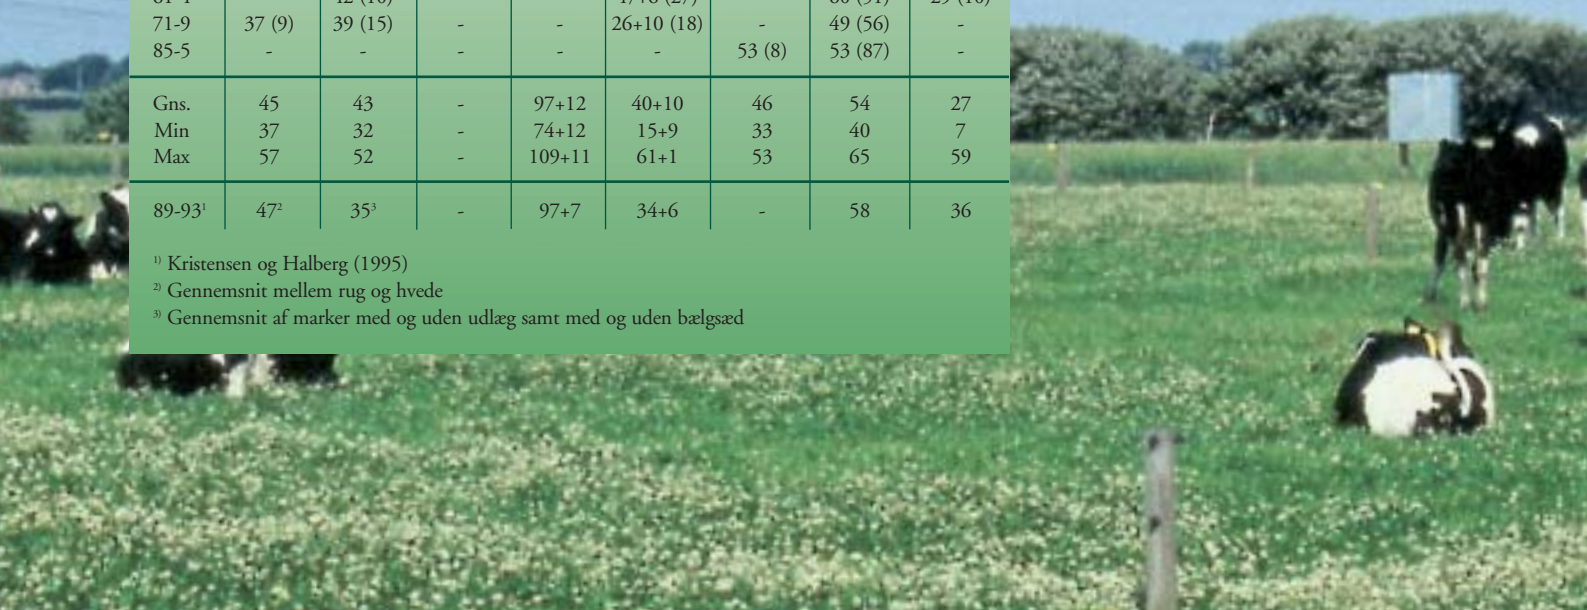 71-9 37 (9) 39 (15) - - 26+10 (18) - 49 (56) -
85-5 - - - - - 53 (8) 53 (87) -
Gns. 45 43 - 97+12 40+10 46 54 27
Min 37 32 - 74+12 15+9 33 40 7
Max 57 52 - 109+11 61+1 53 65 59
89-93¹ 47² 35³ - 97+7 34+6 - 58 36
¹⁾ Kristensen og Halberg (1995)
²⁾ Gennemsnit mellem rug og hvede
³⁾ Gennemsnit af marker med og uden udlæg samt med og uden bælgsæd